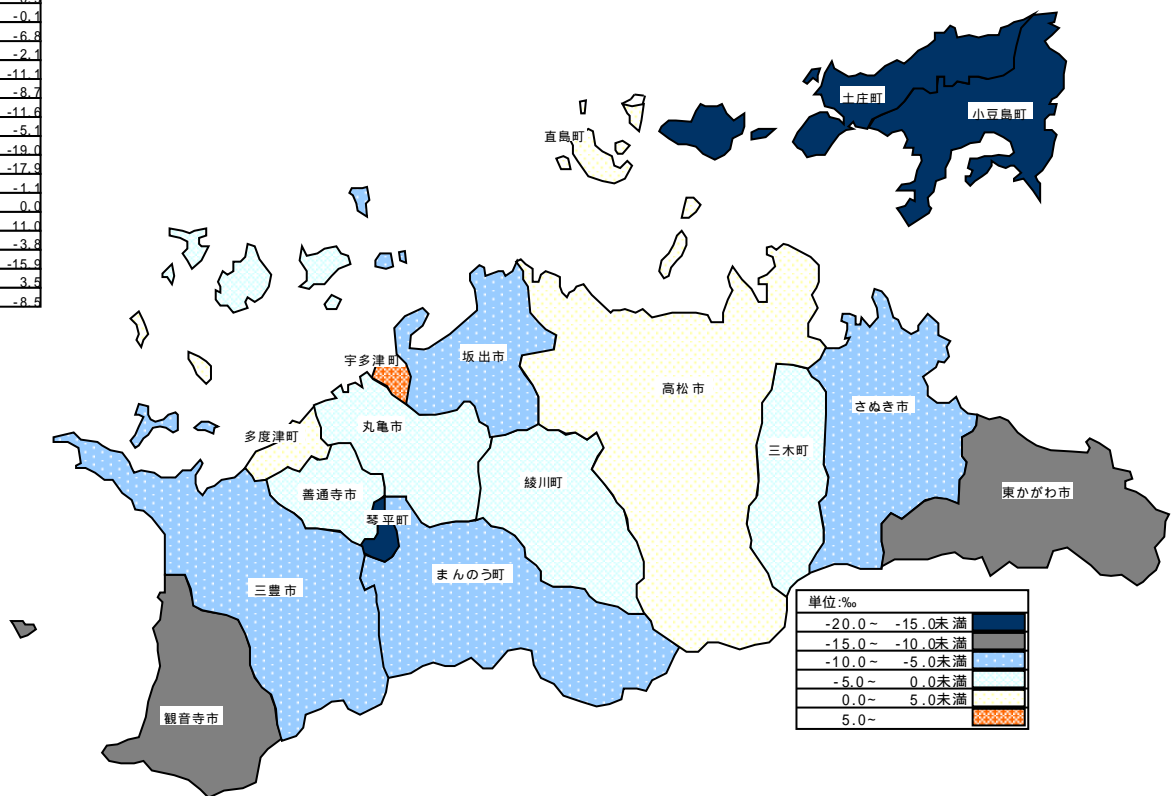 -0.1
-6.8
-2.1
-11.1
-8.7
-11.6
-5.1
-19.0
-17.9
-1.1
0.0
11.0
-3.8
-15.9
3.5
-8.5
土庄町
小豆島町
直島町
宇多津町
坂出市
高松市
さぬき市
丸亀市
多度津町
三木町
綾川町
善通寺市
東かがわ市
琴平町
まんのう町
三豊市
観音寺市
単位:‰
-20.0~ -15.0未満
-15.0~ -10.0未満
-10.0~ -5.0未満
-5.0~ 0.0未満
0.0~ 5.0未満
5.0~